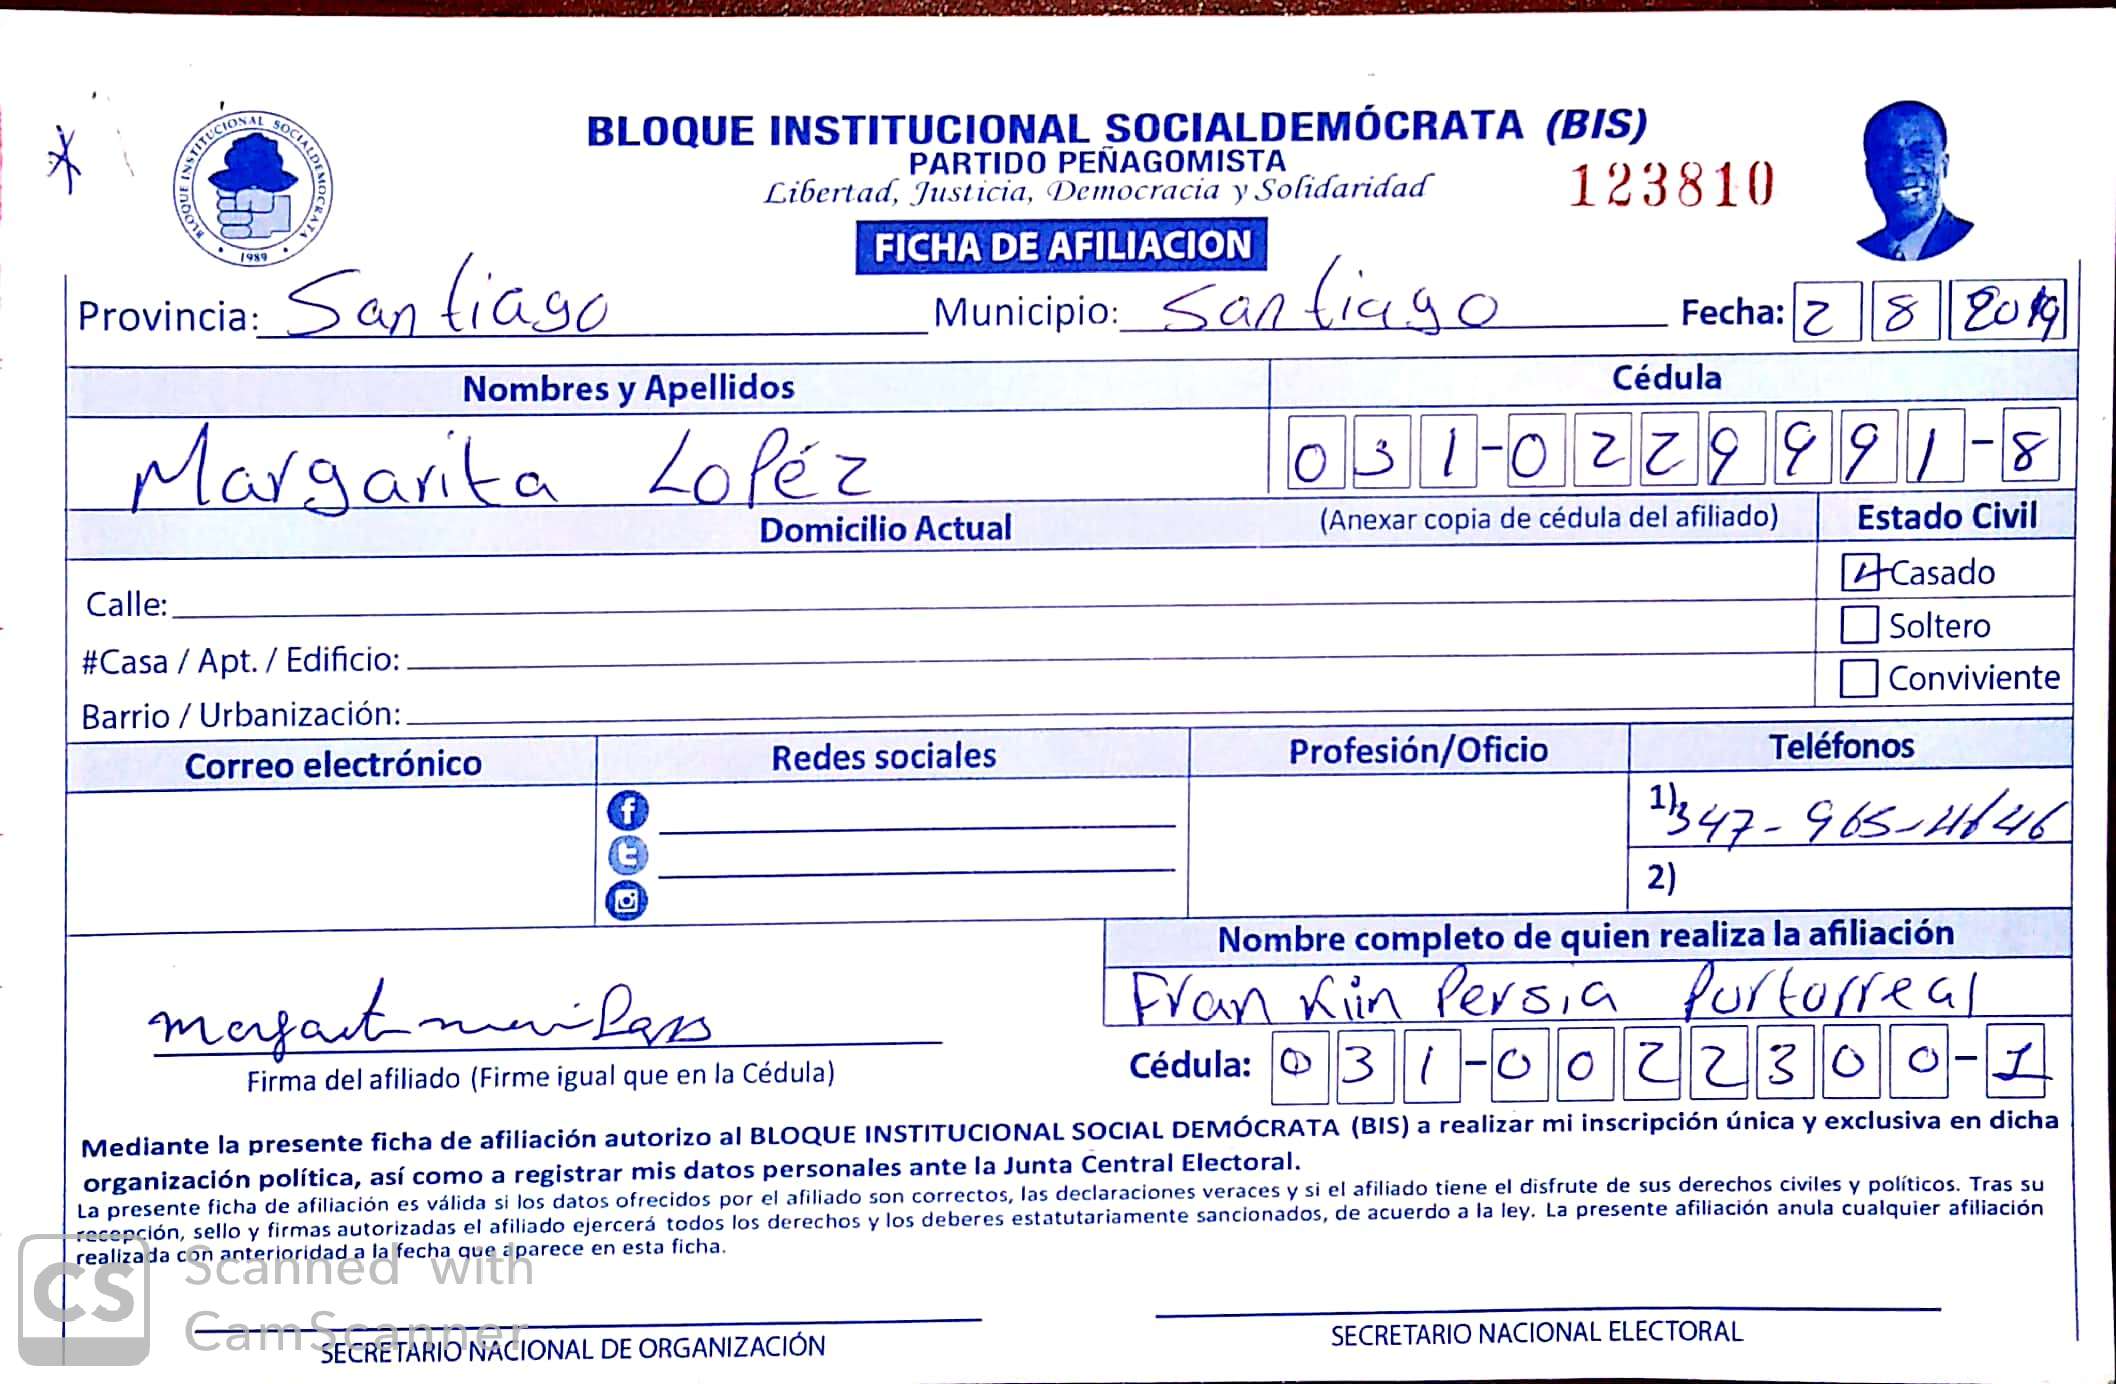 BLOQUE INSTITUCIONAL SOCIALDEMÓCRATA (BIS)
PARTIDO PEÑAGOMISTA
Libertad, Justicia, Democracia y Solidaridad
123810
BLOQUE INSTITUCIONAL SOCIALDEMOCRATA
1989
FICHA DE AFILIACION
Provincia: Santiago Municipio: Santiago Fecha: 2 8 2019
Nombres y Apellidos Cédula
Margarita Lopéz 031-0229991-8
Domicilio Actual (Anexar copia de cédula del afiliado) Estado Civil
Casado
Calle:
Soltero
#Casa / Apt. / Edificio:
Conviviente
Barrio / Urbanización:
Correo electrónico Redes sociales Profesión/Oficio Teléfonos
1) 347-965-4646
2)
Nombre completo de quien realiza la afiliación
Franklin Persia Portorreal
Cédula: 031-0022300-1
Firma del afiliado (Firme igual que en la Cédula)
Mediante la presente ficha de afiliación autorizo al BLOQUE INSTITUCIONAL SOCIAL DEMÓCRATA (BIS) a realizar mi inscripción única y exclusiva en dicha
organización política, así como a registrar mis datos personales ante la Junta Central Electoral.
La presente ficha de afiliación es válida si los datos ofrecidos por el afiliado son correctos, las declaraciones veraces y si el afiliado tiene el disfrute de sus derechos civiles y políticos. Tras su
recepción, sello y firmas autorizadas el afiliado ejercerá todos los derechos y los deberes estatutariamente sancionados, de acuerdo a la ley. La presente afiliación anula cualquier afiliación
realizada con anterioridad a la fecha que aparece en esta ficha.
CS Scanned with
CamScanner
SECRETARIO NACIONAL DE ORGANIZACIÓN SECRETARIO NACIONAL ELECTORAL